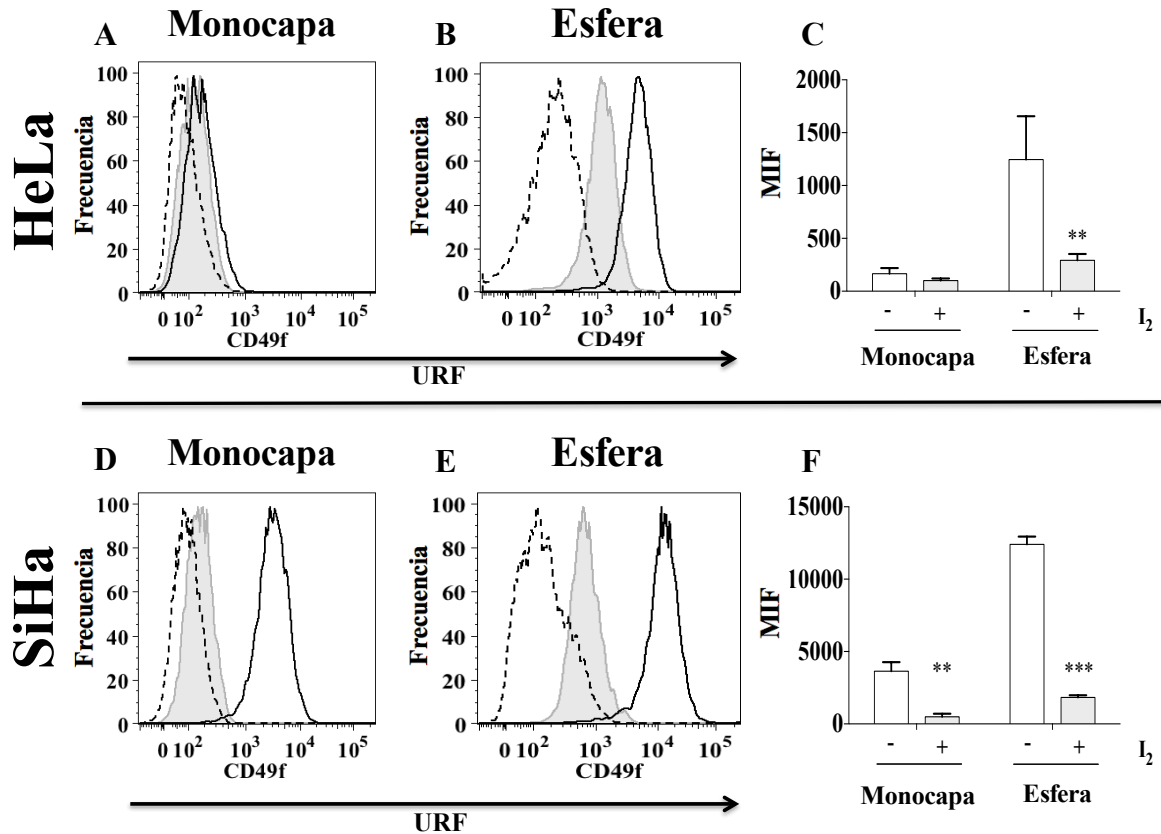 HeLa
A
Monocapa
B
Esfera
C
Frecuencia
100
80
60
40
20
0
0 10² 10³ 10⁴ 10⁵
CD49f
Frecuencia
100
80
60
40
20
0
0 10² 10³ 10⁴ 10⁵
CD49f
URF
MIF
2000
1500
1000
500
0
**
- + - + I₂
Monocapa Esfera
SiHa
D
Monocapa
E
Esfera
F
Frecuencia
100
80
60
40
20
0
0 10² 10³ 10⁴ 10⁵
CD49f
Frecuencia
100
80
60
40
20
0
0 10² 10³ 10⁴ 10⁵
CD49f
URF
MIF
15000
10000
5000
0
** ***
- + - + I₂
Monocapa Esfera